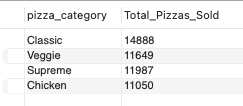 pizza_category Total_Pizzas_Sold
Classic 14888
Veggie 11649
Supreme 11987
Chicken 11050